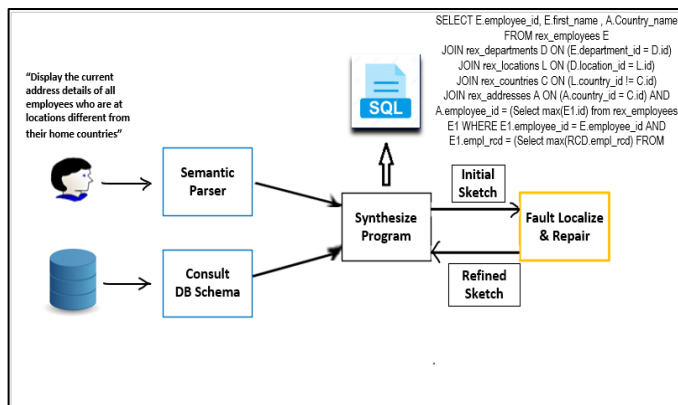 SELECT E.employee_id, E.first_name , A.Country_name
FROM rex_employees E
JOIN rex_departments D ON (E.department_id = D.id)
JOIN rex_locations L ON (D.location_id = L.id)
JOIN rex_countries C ON (L.country_id != C.id)
JOIN rex_addresses A ON (A.country_id = C.id) AND
A.employee_id = (Select max(E1.id) from rex_employees
E1 WHERE E1.employee_id = E.employee_id AND
E1.empl_rcd = (Select max(RCD.empl_rcd) FROM
“Display the current
address details of all
employees who are at
locations different from
their home countries”
SQL
Semantic
Parser
Initial
Sketch
Synthesize
Program
Fault Localize
& Repair
Consult
DB Schema
Refined
Sketch